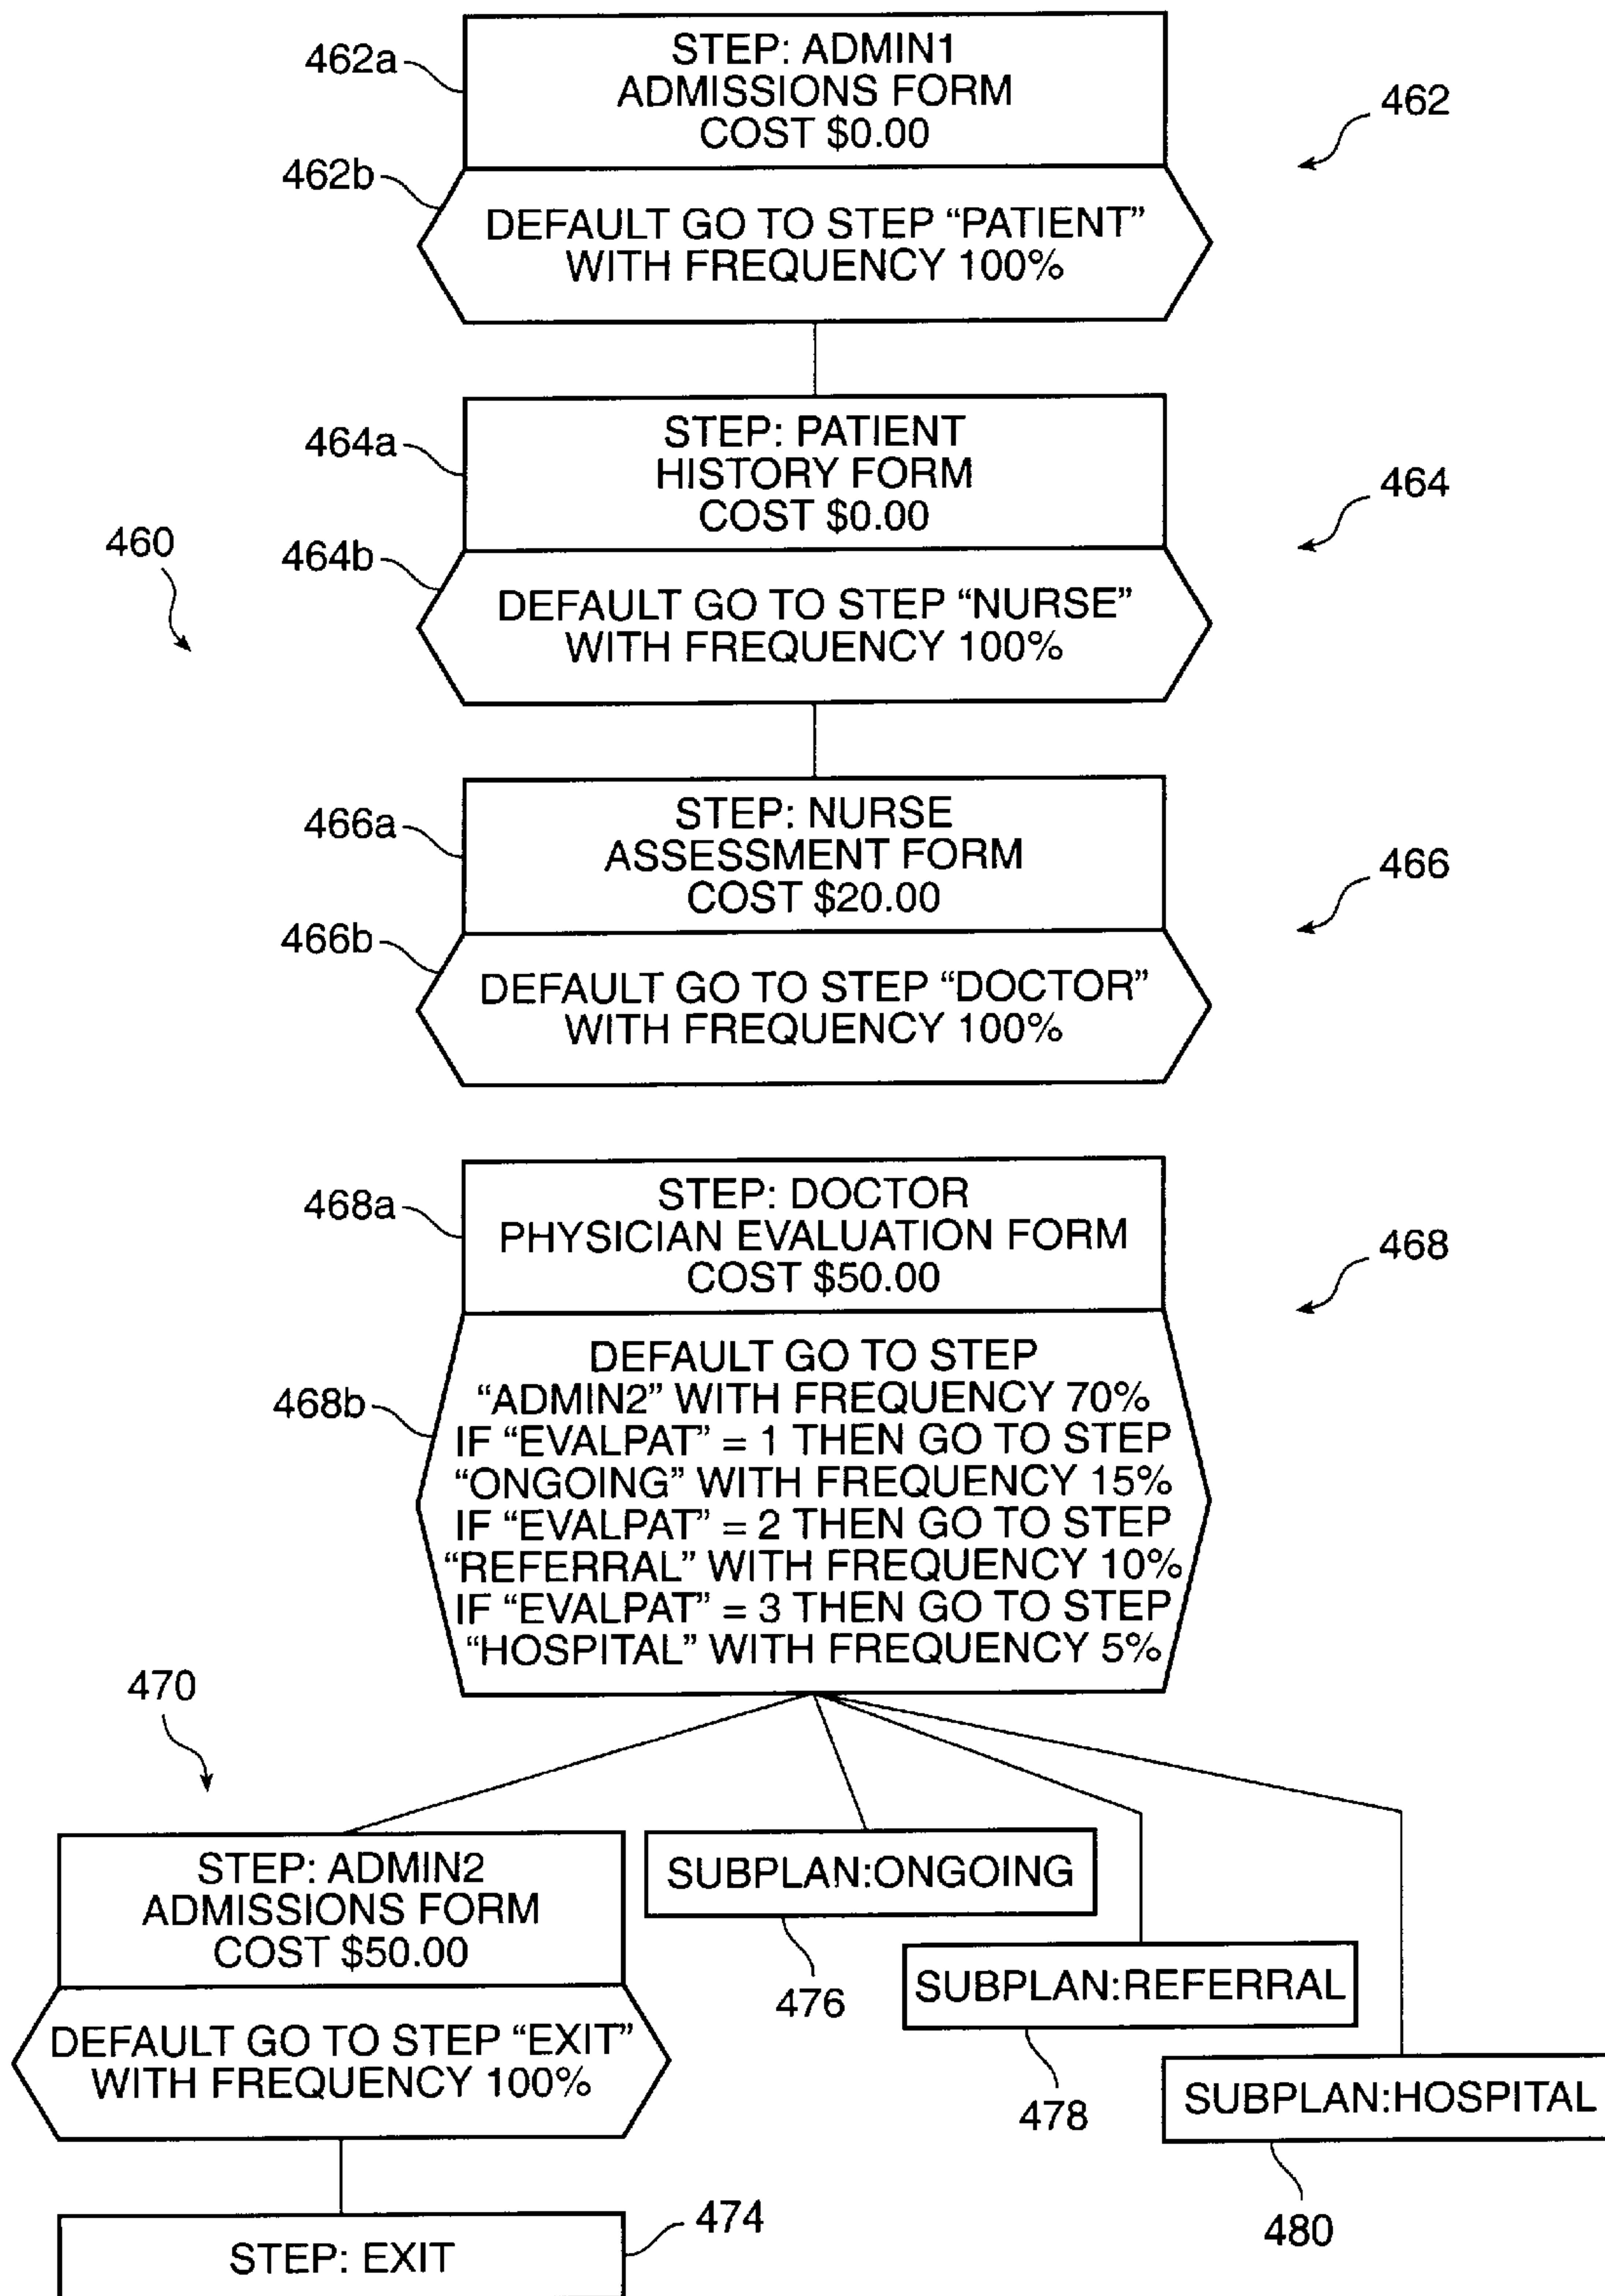 462a
STEP: ADMIN1
ADMISSIONS FORM
COST $0.00
462
462b
DEFAULT GO TO STEP “PATIENT”
WITH FREQUENCY 100%
464a
STEP: PATIENT
HISTORY FORM
COST $0.00
464
460
464b
DEFAULT GO TO STEP “NURSE”
WITH FREQUENCY 100%
466a
STEP: NURSE
ASSESSMENT FORM
COST $20.00
466
466b
DEFAULT GO TO STEP “DOCTOR”
WITH FREQUENCY 100%
468a
STEP: DOCTOR
PHYSICIAN EVALUATION FORM
COST $50.00
468
468b
DEFAULT GO TO STEP
“ADMIN2” WITH FREQUENCY 70%
IF “EVALPAT” = 1 THEN GO TO STEP
“ONGOING” WITH FREQUENCY 15%
IF “EVALPAT” = 2 THEN GO TO STEP
“REFERRAL” WITH FREQUENCY 10%
IF “EVALPAT” = 3 THEN GO TO STEP
“HOSPITAL” WITH FREQUENCY 5%
470
STEP: ADMIN2
ADMISSIONS FORM
COST $50.00
DEFAULT GO TO STEP “EXIT”
WITH FREQUENCY 100%
SUBPLAN:ONGOING
476
SUBPLAN:REFERRAL
478
SUBPLAN:HOSPITAL
480
STEP: EXIT
474